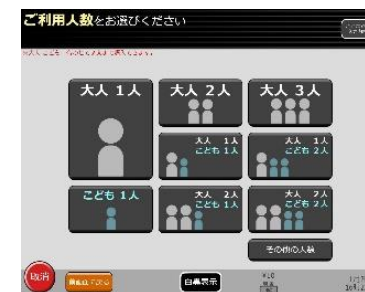 ご利用人数をお選びください
大人 1人
大人 2人
大人 3人
大人 1人
こども 1人
大人 1人
こども 2人
こども 1人
大人 2人
こども 1人
大人 2人
こども 2人
その他の人数
取消
白黒表示